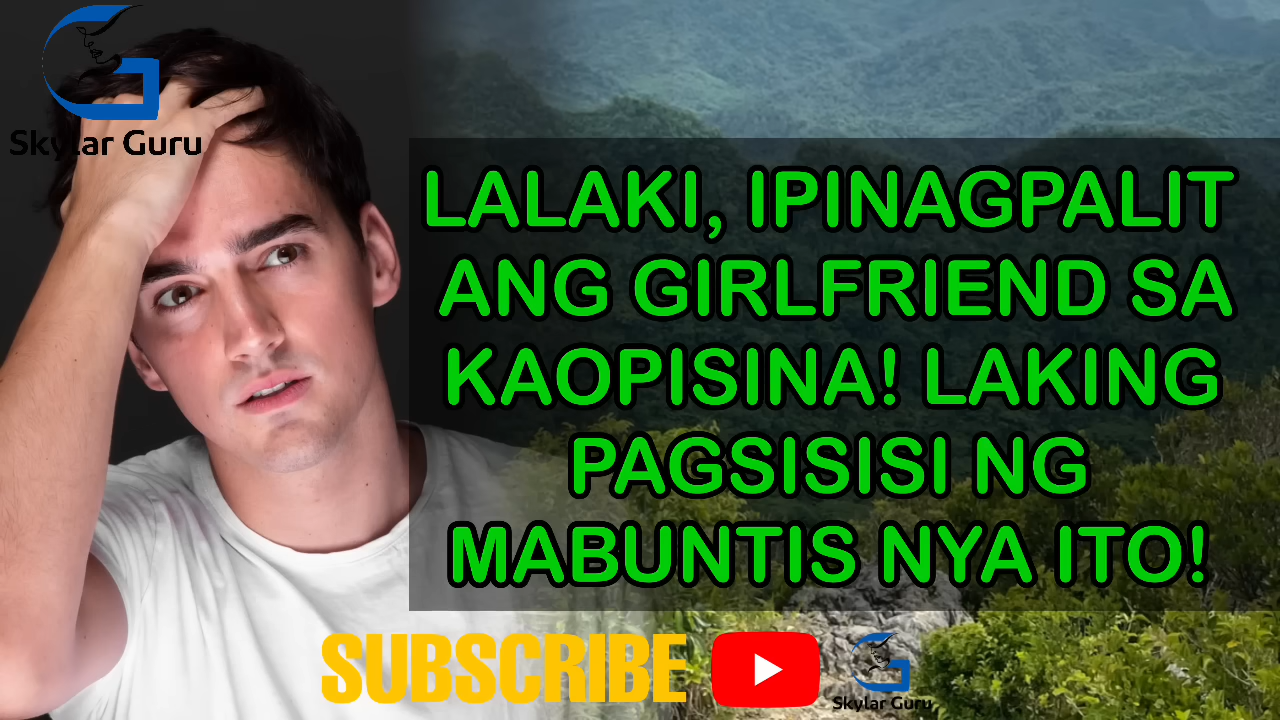 Skylar Guru
LALAKI, IPINAGPALIT
ANG GIRLFRIEND SA
KAOPISINA! LAKING
PAGSISISI NG
MABUNTIS NYA ITO!
SUBSCRIBE
Skylar Guru